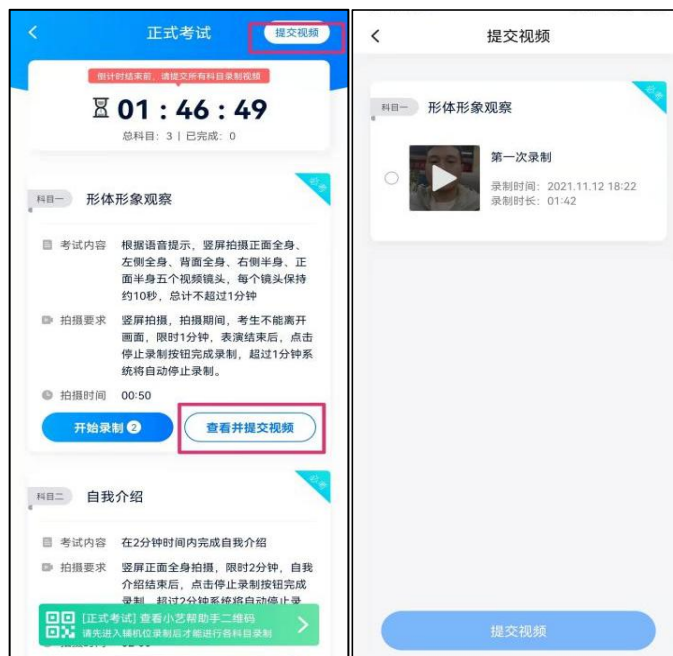 正式考试
提交视频
倒计时结束前，请提交所有科目录制视频
01：46：49
总科目：3 | 已完成：0
必考
科目一
形体形象观察
考试内容
根据语音提示，竖屏拍摄正面全身、
左侧全身、背面全身、右侧半身、正
面半身五个视频镜头，每个镜头保持
约10秒，总计不超过1分钟
拍摄要求
竖屏拍摄，拍摄期间，考生不能离开
画面，限时1分钟，表演结束后，点击
停止录制按钮完成录制，超过1分钟系
统将自动停止录制。
拍摄时间
00:50
开始录制 2
查看并提交视频
必考
科目二
自我介绍
考试内容
在2分钟时间内完成自我介绍
拍摄要求
竖屏正面全身拍摄，限时2分钟，自我
介绍结束后，点击停止录制按钮完成
录制，超过2分钟系统将自动停止录
[正式考试] 查看小艺帮助手二维码
请先进入辅机位录制后才能进行各科目录制
提交视频
必考
科目一
形体形象观察
第一次录制
录制时间：2021.11.12 18:22
录制时长：01:42
提交视频